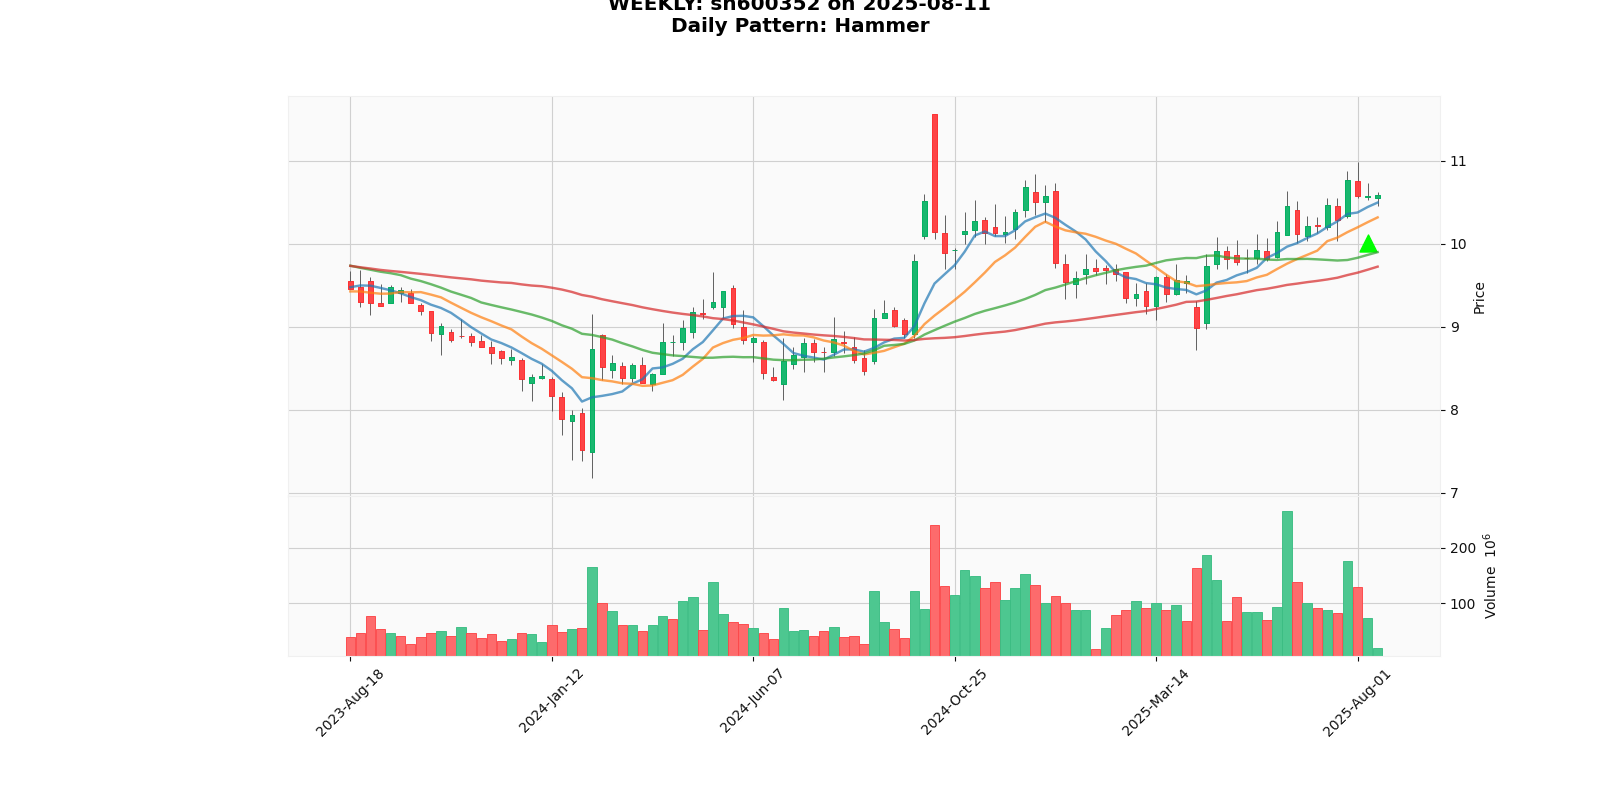 WEEKLY: sh600352 on 2025-08-11
Daily Pattern: Hammer
11
10
9
8
7
Price
200
100
Volume 10^6
2023-Aug-18
2024-Jan-12
2024-Jun-07
2024-Oct-25
2025-Mar-14
2025-Aug-01